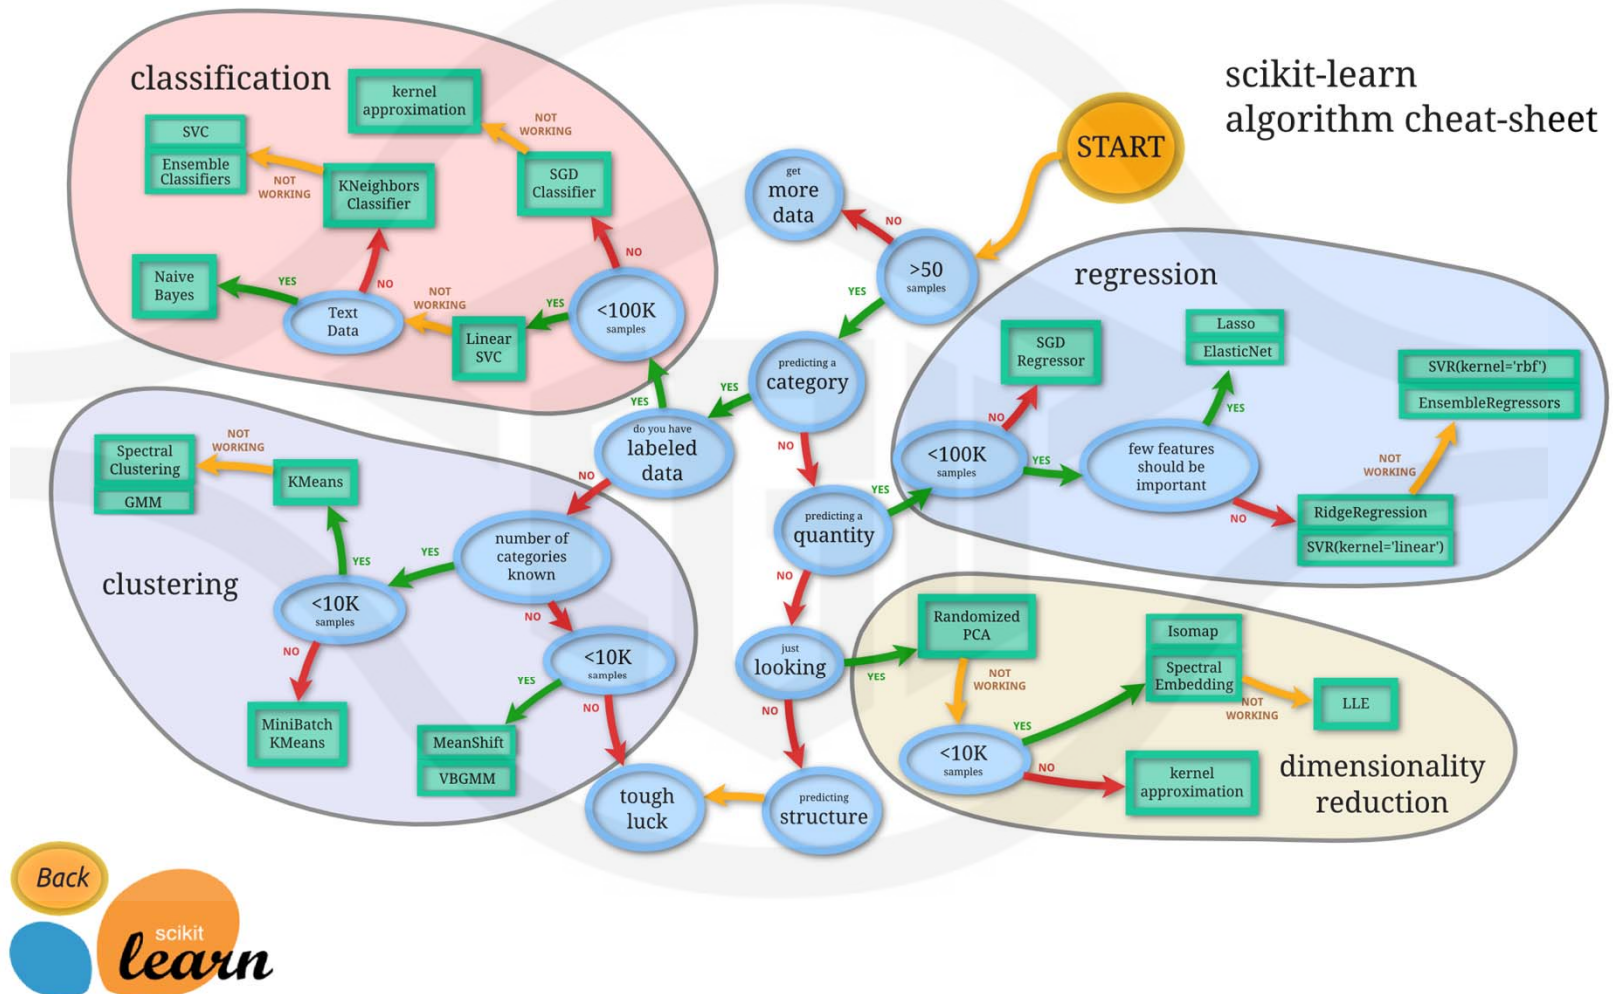 scikit-learn
algorithm cheat-sheet
START
classification
kernel
approximation
NOT
WORKING
SVC
Ensemble
Classifiers
NOT
WORKING
KNeighbors
Classifier
SGD
Classifier
NO
Naive
Bayes
YES
NO
Text
Data
NOT
WORKING
Linear
SVC
YES
<100K
samples
YES
get
more
data
NO
>50
samples
YES
predicting a
category
YES
NO
do you have
labeled
data
NO
predicting a
quantity
YES
NO
just
looking
YES
NO
predicting
structure
tough
luck
regression
SGD
Regressor
Lasso
ElasticNet
SVR(kernel='rbf')
EnsembleRegressors
NO
YES
<100K
samples
YES
few features
should be
important
NOT
WORKING
NO
RidgeRegression
SVR(kernel='linear')
clustering
Spectral
Clustering
GMM
NOT
WORKING
KMeans
number of
categories
known
YES
YES
<10K
samples
NO
NO
<10K
samples
YES
NO
MiniBatch
KMeans
MeanShift
VBGMM
dimensionality
reduction
Randomized
PCA
NOT
WORKING
Isomap
Spectral
Embedding
NOT
WORKING
LLE
YES
<10K
samples
NO
kernel
approximation
Back
scikit
learn